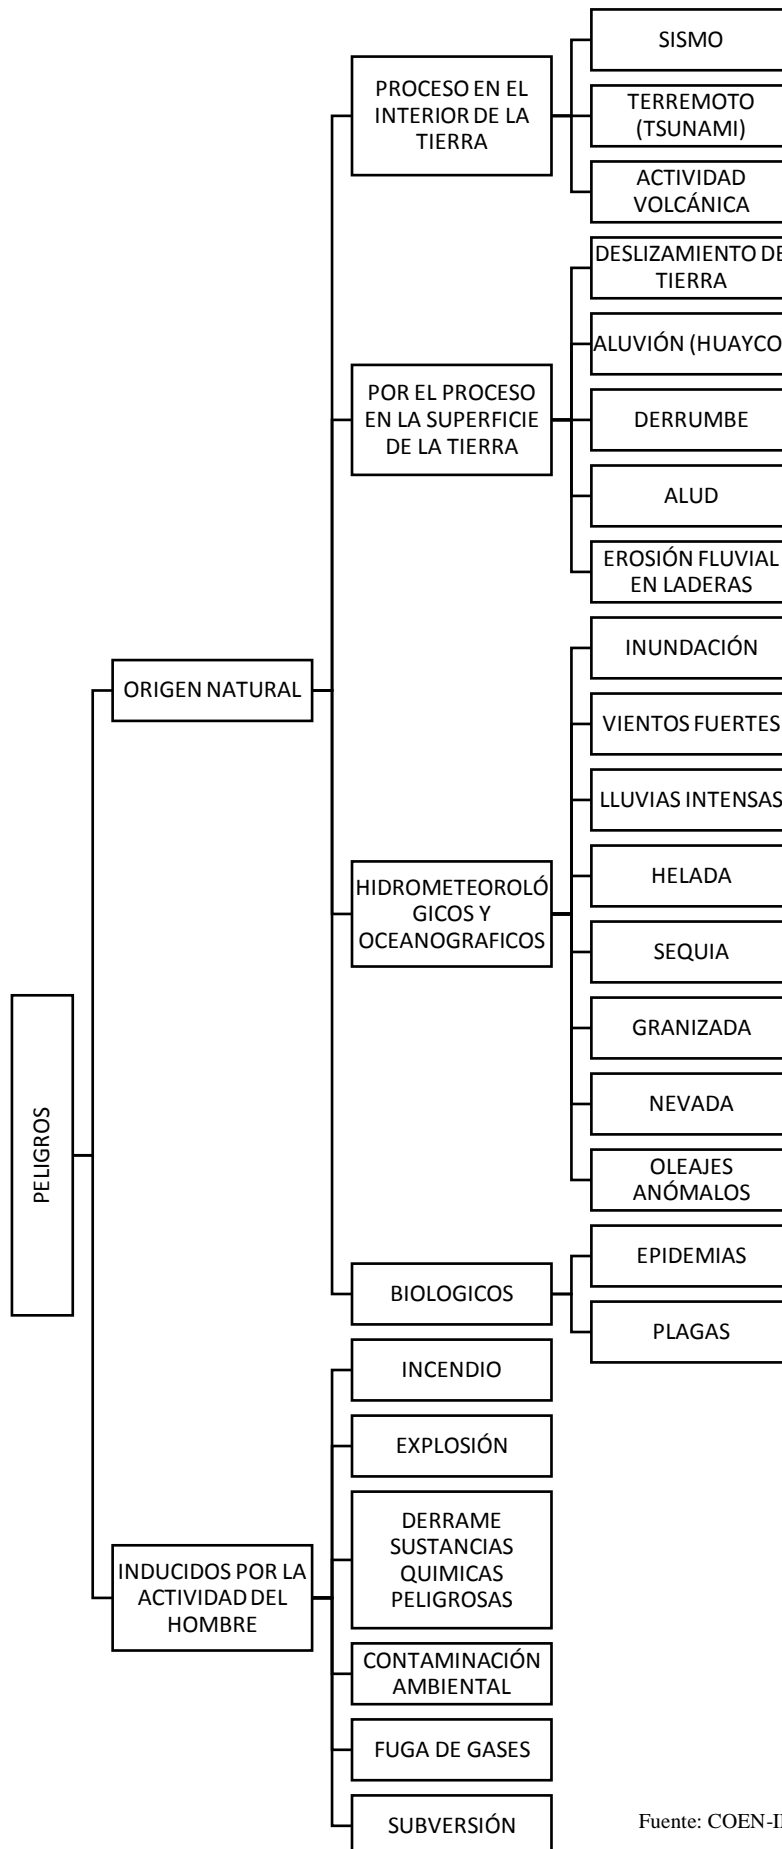 PELIGROS
ORIGEN NATURAL
PROCESO EN EL
INTERIOR DE LA
TIERRA
SISMO
TERREMOTO
(TSUNAMI)
ACTIVIDAD
VOLCÁNICA
POR EL PROCESO
EN LA SUPERFICIE
DE LA TIERRA
DESLIZAMIENTO DE
TIERRA
ALUVIÓN (HUAYCO
DERRUMBE
ALUD
EROSIÓN FLUVIAL
EN LADERAS
HIDROMETEOROLÓ
GICOS Y
OCEANOGRAFICOS
INUNDACIÓN
VIENTOS FUERTES
LLUVIAS INTENSAS
HELADA
SEQUIA
GRANIZADA
NEVADA
OLEAJES
ANÓMALOS
BIOLOGICOS
EPIDEMIAS
PLAGAS
INDUCIDOS POR LA
ACTIVIDAD DEL
HOMBRE
INCENDIO
EXPLOSIÓN
DERRAME
SUSTANCIAS
QUIMICAS
PELIGROSAS
CONTAMINACIÓN
AMBIENTAL
FUGA DE GASES
SUBVERSIÓN
Fuente: COEN-